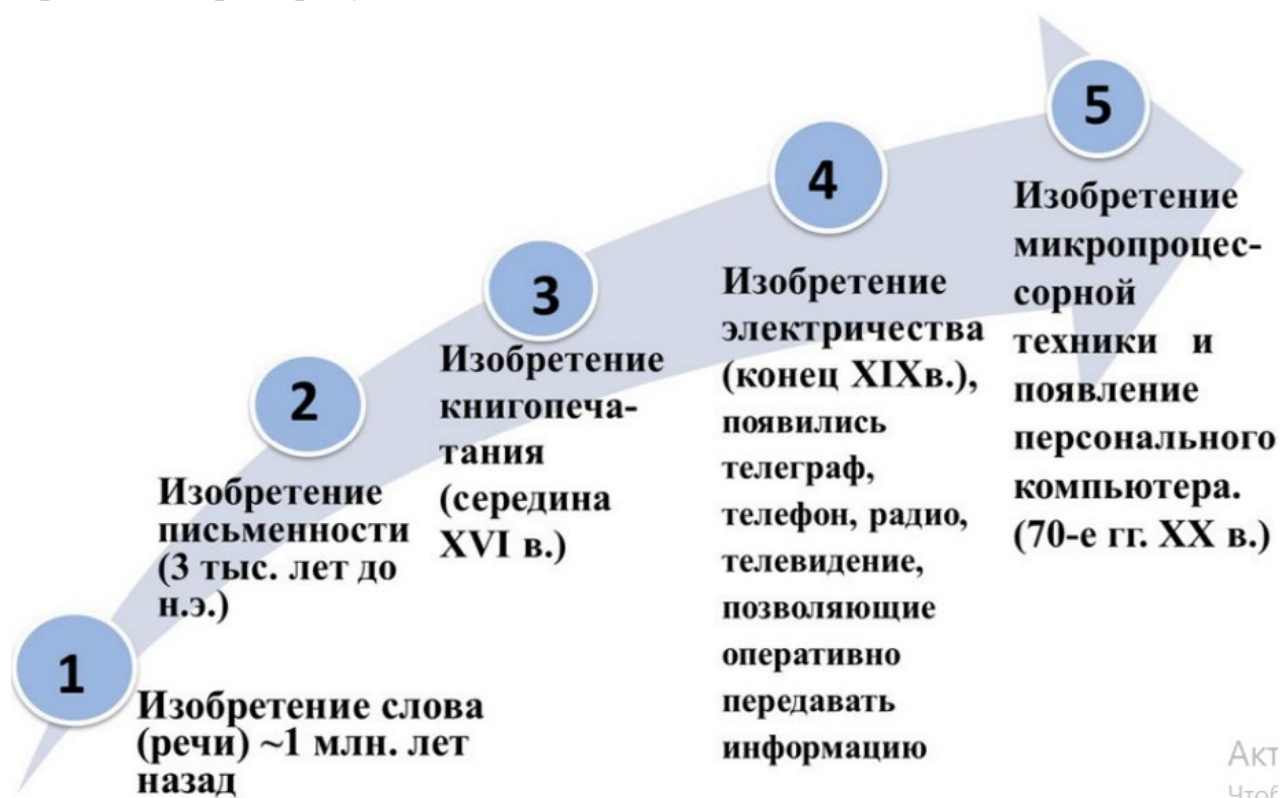 1
Изобретение слова
(речи) ~1 млн. лет
назад
2
Изобретение
письменности
(3 тыс. лет до
н.э.)
3
Изобретение
книгопеча-
тания
(середина
XVI в.)
4
Изобретение
электричества
(конец XIXв.),
появились
телеграф,
телефон, радио,
телевидение,
позволяющие
оперативно
передавать
информацию
5
Изобретение
микропроцес-
сорной
техники и
появление
персонального
компьютера.
(70-е гг. XX в.)